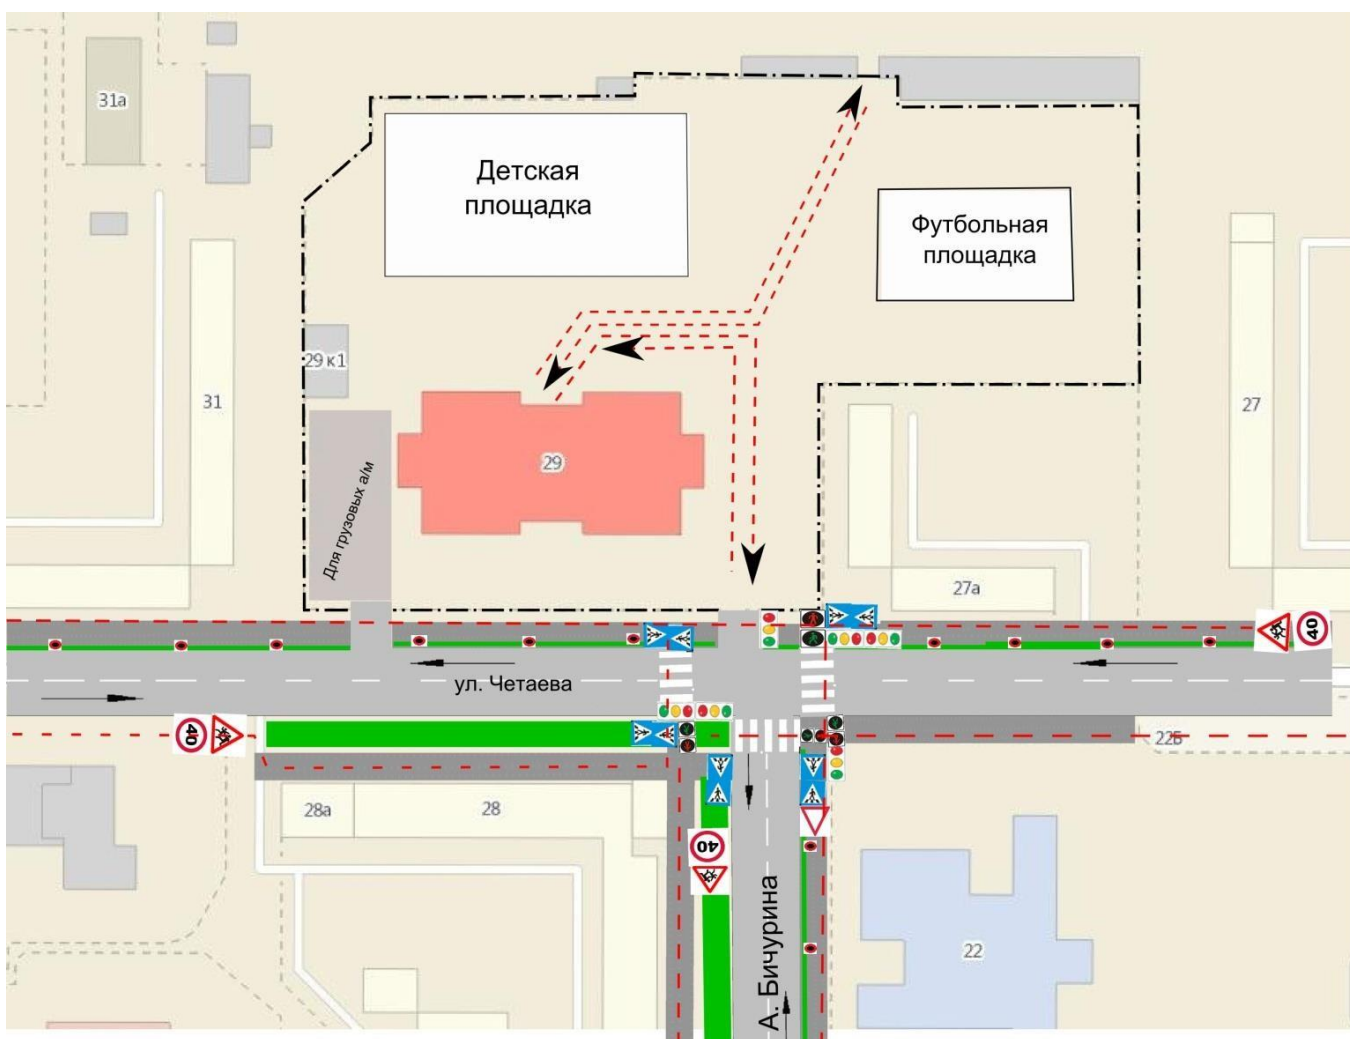 31а
Детская
площадка
Футбольная
площадка
29 к1
31
27
29
Для грузовых а/м
27а
40
ул. Четаева
40
22Б
28а
28
40
А. Бичурина
22